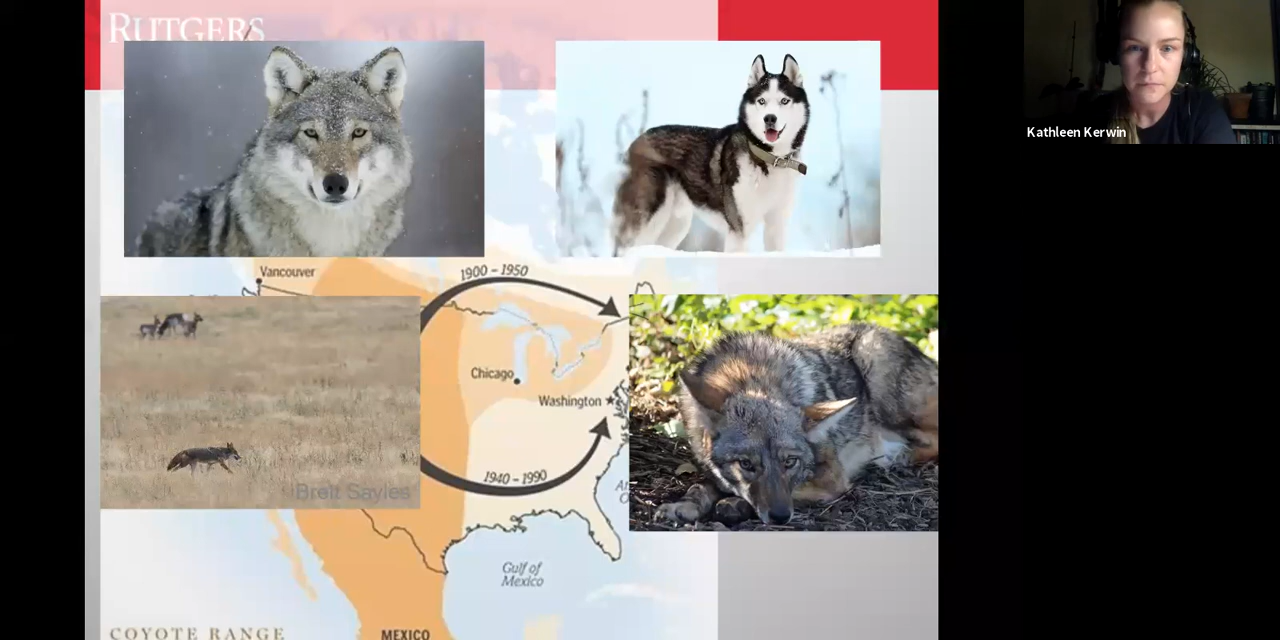 RUTGERS
Kathleen Kerwin
Vancouver
1900 – 1950
Chicago
Washington
1940 – 1990
Brett Sayles
Gulf of
Mexico
COYOTE RANGE
MEXICO